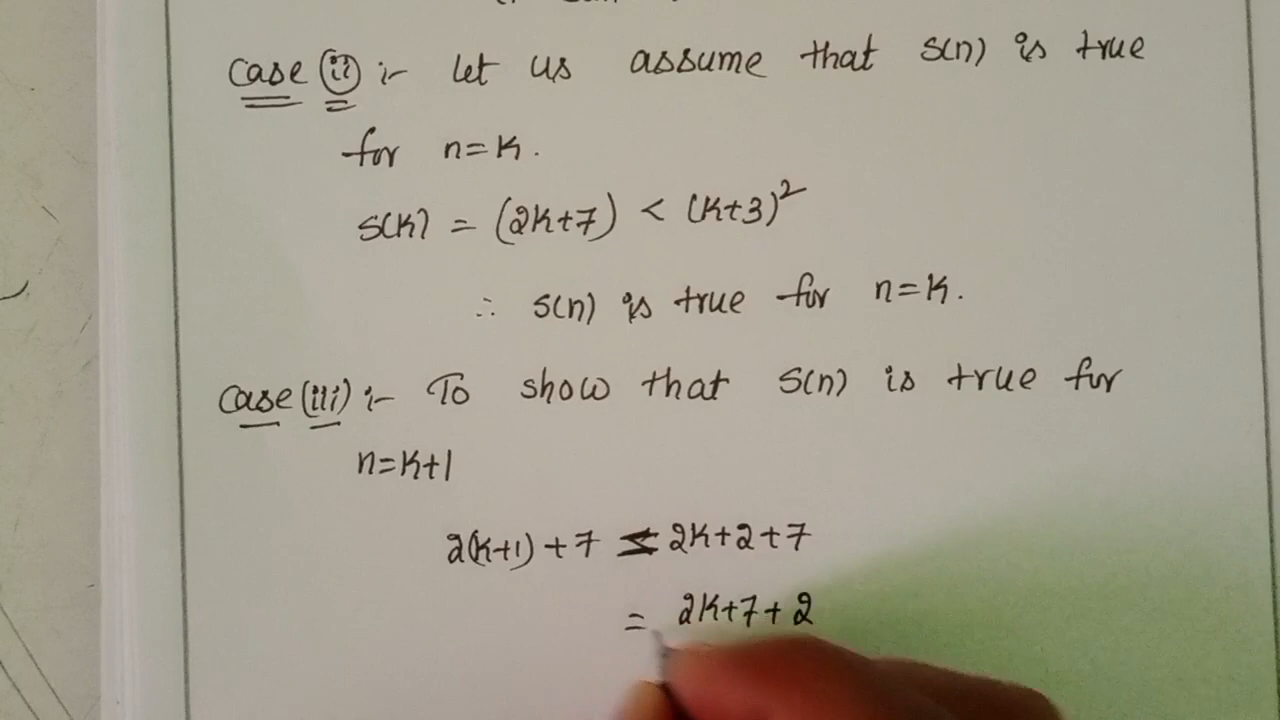 Case (ii) :- Let us assume that S(n) is true
for n=K.
S(K) = (2K+7) < (K+3)²
∴ S(n) is true for n=K.
Case (iii) :- To show that S(n) is true for
n=K+1
2(K+1)+7 = 2K+2+7
= 2K+7+2